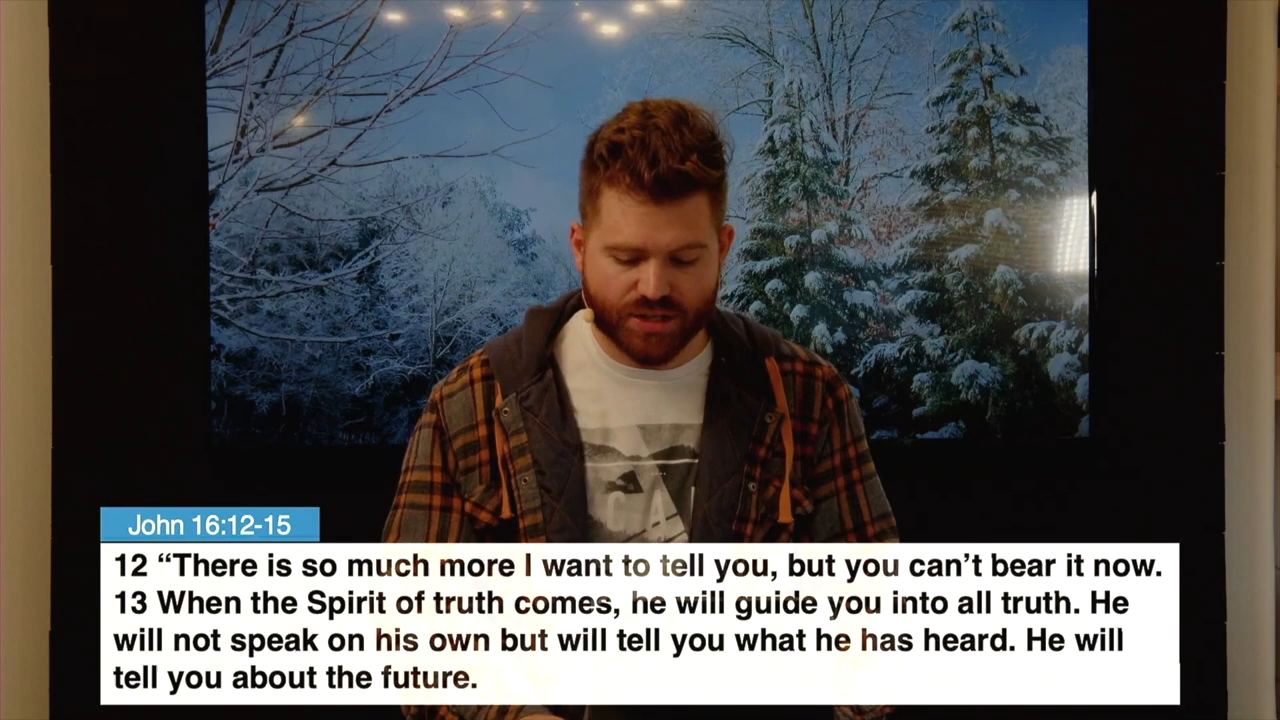 John 16:12-15
12 “There is so much more I want to tell you, but you can’t bear it now.
13 When the Spirit of truth comes, he will guide you into all truth. He
will not speak on his own but will tell you what he has heard. He will
tell you about the future.